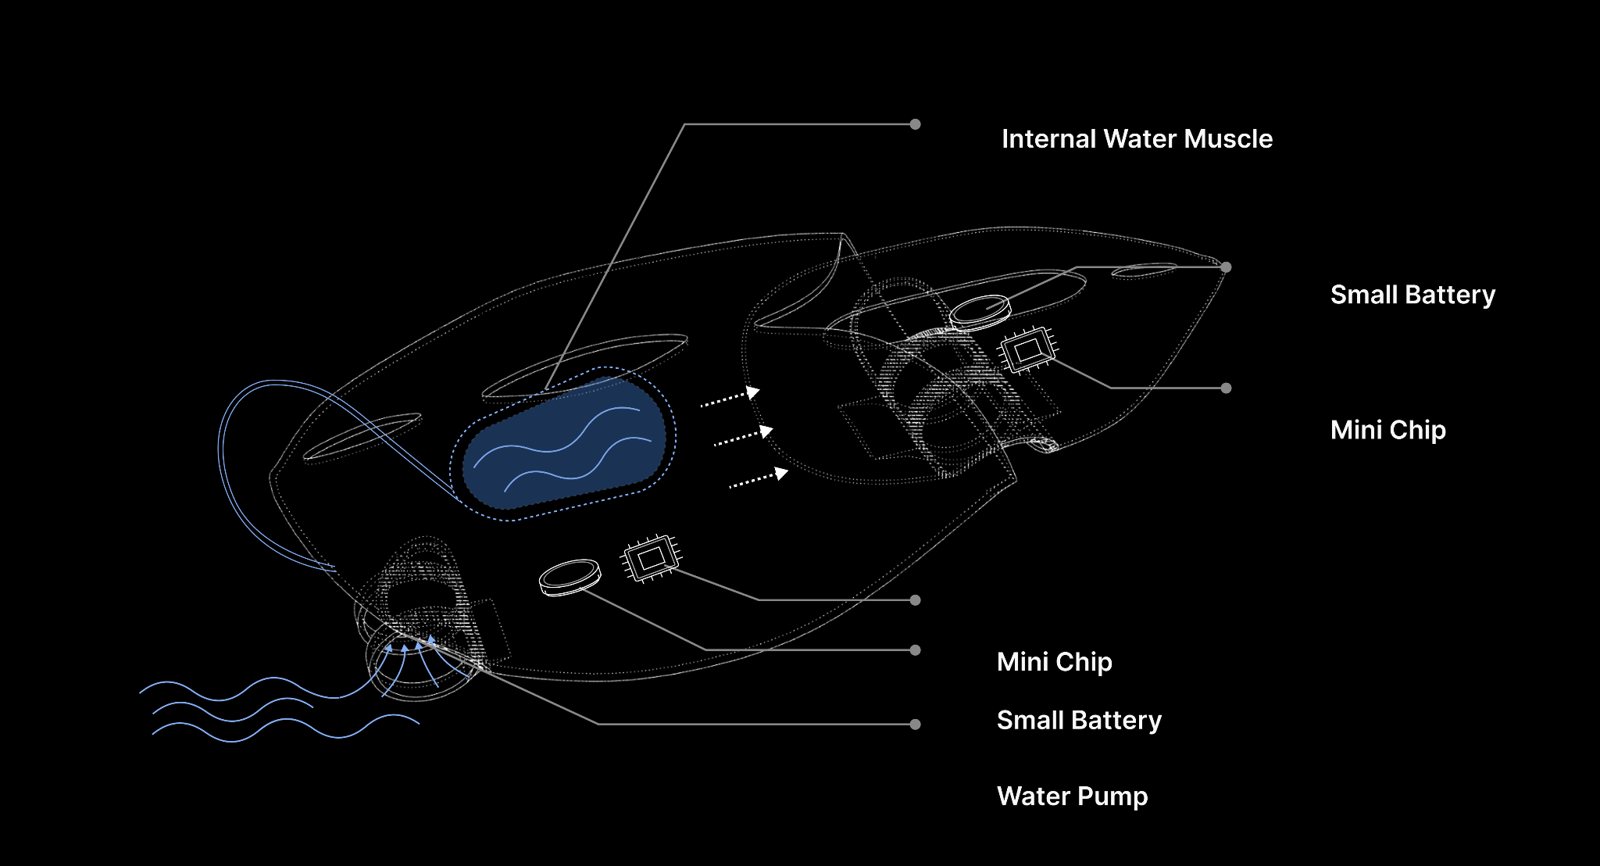 Internal Water Muscle
Small Battery
Mini Chip
Mini Chip
Small Battery
Water Pump